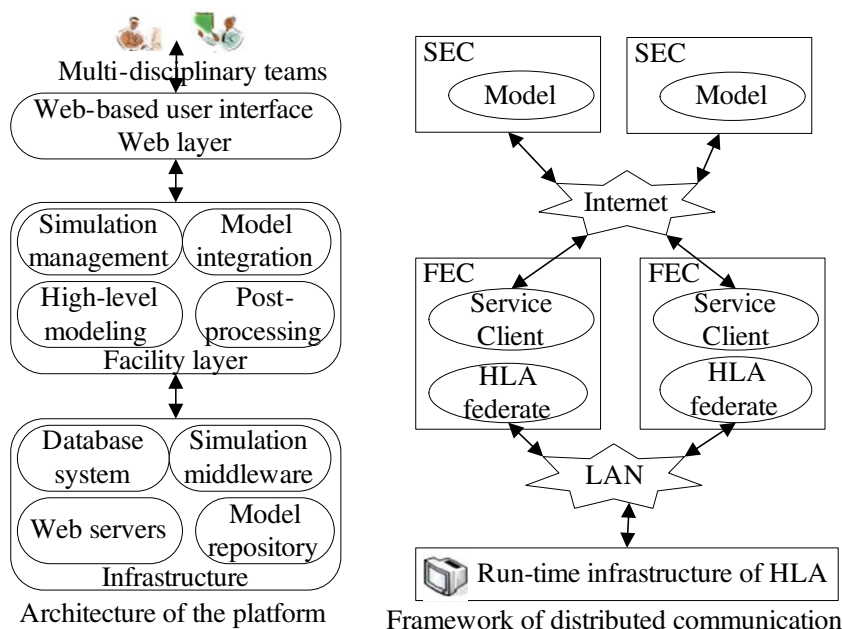 Multi-disciplinary teams
Web-based user interface
Web layer
Simulation
management
Model
integration
High-level
modeling
Post-
processing
Facility layer
Database
system
Simulation
middleware
Web servers
Model
repository
Infrastructure
Architecture of the platform
SEC
Model
SEC
Model
Internet
FEC
Service
Client
HLA
federate
FEC
Service
Client
HLA
federate
LAN
Run-time infrastructure of HLA
Framework of distributed communication